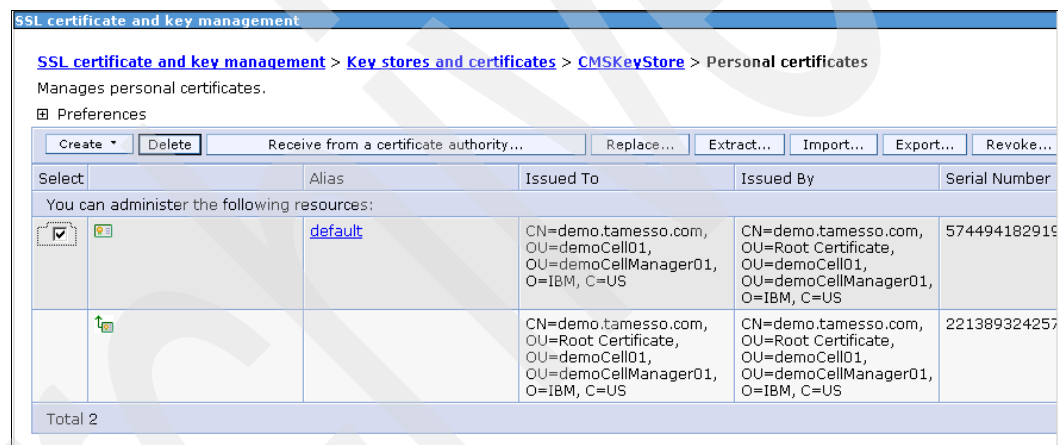 SSL certificate and key management
SSL certificate and key management > Key stores and certificates > CMSKeyStore > Personal certificates
Manages personal certificates.
Preferences
Create Delete Receive from a certificate authority... Replace... Extract... Import... Export... Revoke...
Select Alias Issued To Issued By Serial Number
You can administer the following resources:
default CN=demo.tamesso.com, CN=demo.tamesso.com, 574494182919
OU=demoCell01, OU=Root Certificate,
OU=demoCellManager01, OU=demoCell01,
O=IBM, C=US OU=demoCellManager01,
O=IBM, C=US
CN=demo.tamesso.com, CN=demo.tamesso.com, 221389324257
OU=Root Certificate, OU=Root Certificate,
OU=demoCell01, OU=demoCell01,
OU=demoCellManager01, OU=demoCellManager01,
O=IBM, C=US O=IBM, C=US
Total 2